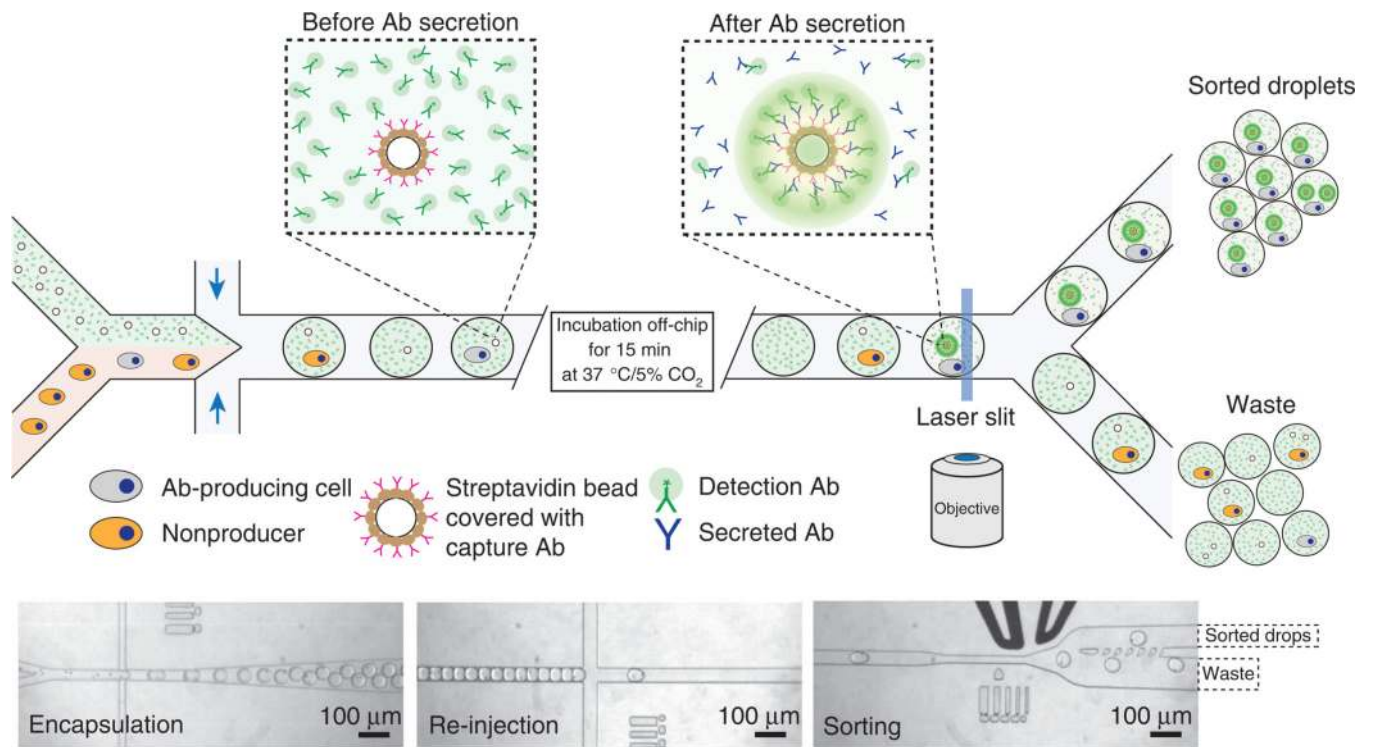 Before Ab secretion
After Ab secretion
Sorted droplets
Incubation off-chip
for 15 min
at 37 °C/5% CO₂
Laser slit
Waste
Ab-producing cell
Nonproducer
Streptavidin bead
covered with
capture Ab
Detection Ab
Secreted Ab
Objective
Encapsulation
100 μm
Re-injection
100 μm
Sorting
100 μm
Sorted drops
Waste